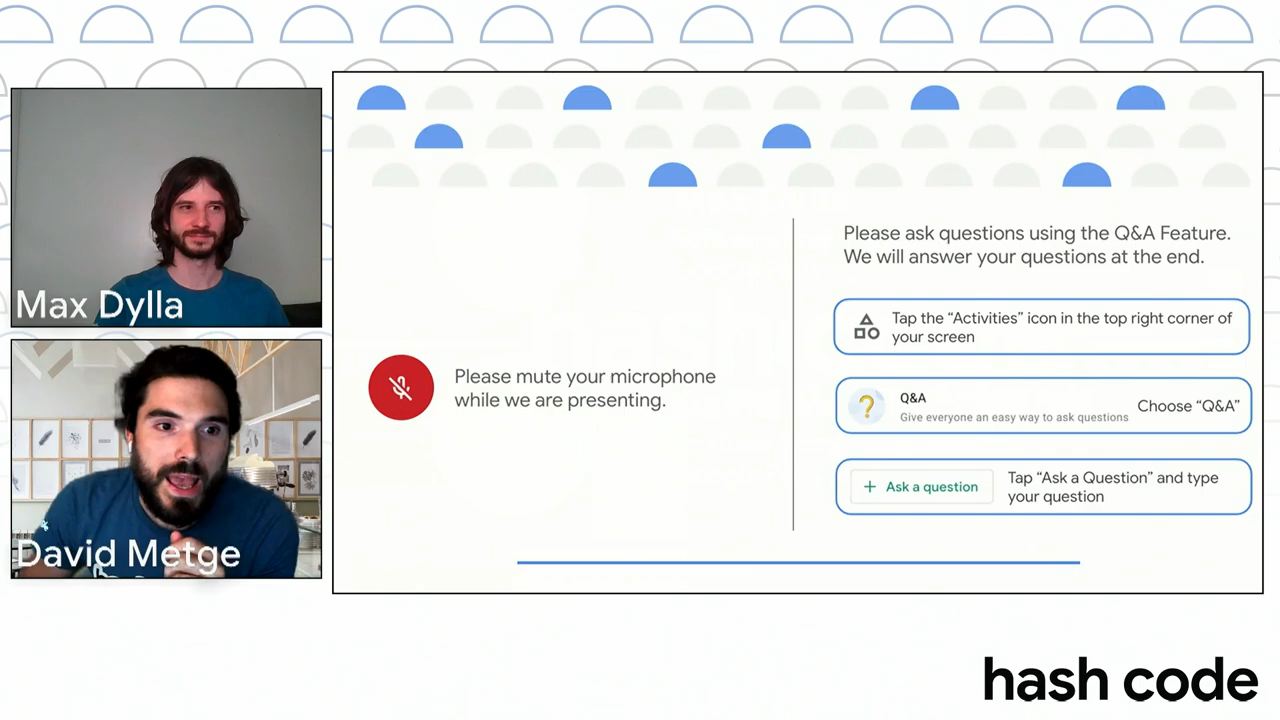 Max Dylla
David Metge
Please mute your microphone
while we are presenting.
Please ask questions using the Q&A Feature.
We will answer your questions at the end.
Tap the “Activities” icon in the top right corner of
your screen
?
Q&A
Give everyone an easy way to ask questions
Choose “Q&A”
+ Ask a question
Tap “Ask a Question” and type
your question
hash code